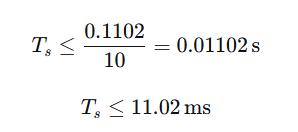 T_s ≤ 0.1102/10 = 0.01102 s
T_s ≤ 11.02 ms